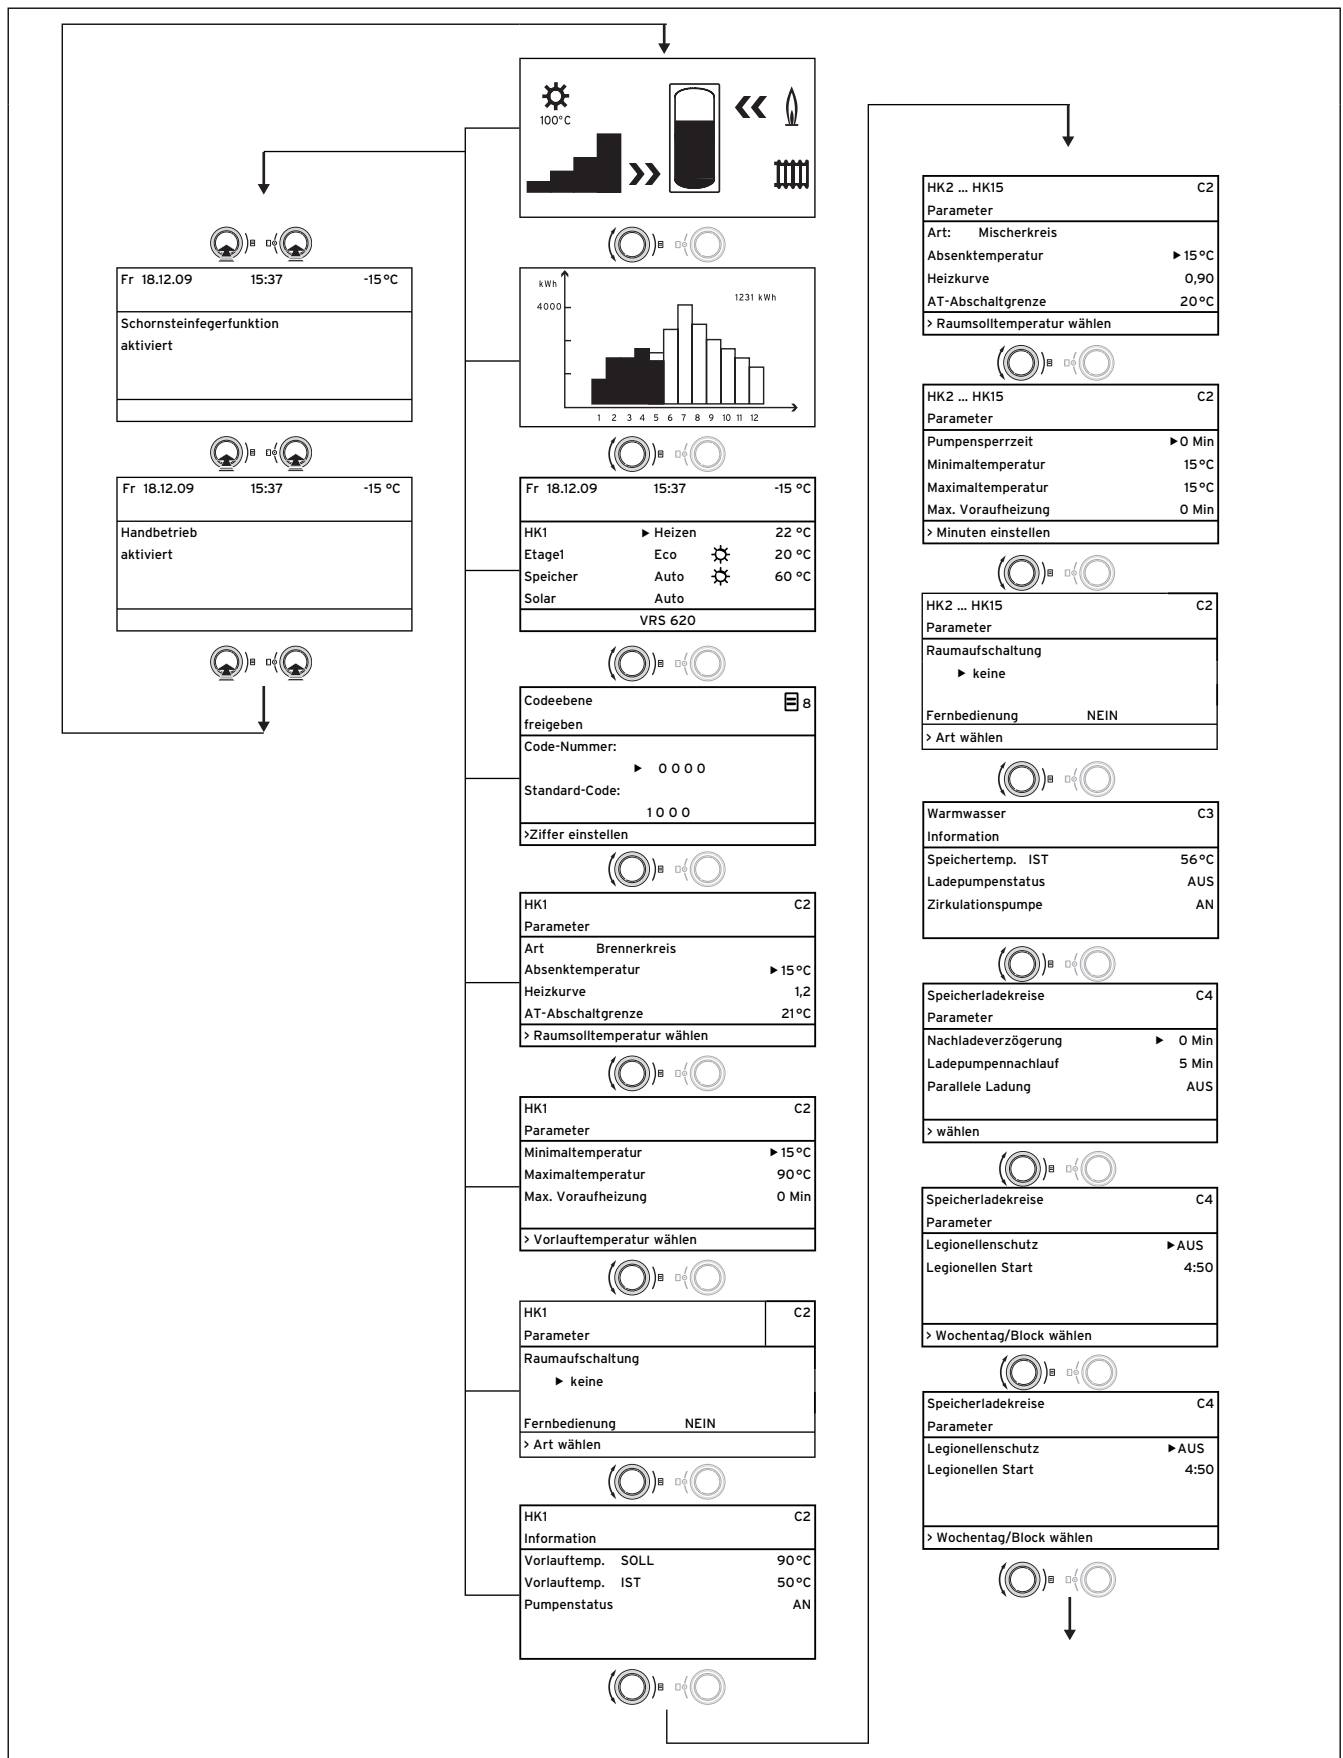 100°C
kWh
4000
1231 kWh
1 2 3 4 5 6 7 8 9 10 11 12
Fr 18.12.09 15:37 -15 °C
HK1 ▶ Heizen 22 °C
Etage1 Eco 20 °C
Speicher Auto 60 °C
Solar Auto
VRS 620
Codeebene 8
freigeben
Code-Nummer:
▶ 0 0 0 0
Standard-Code:
1 0 0 0
>Ziffer einstellen
HK1 C2
Parameter
Art Brennerkreis
Absenktemperatur ▶ 15°C
Heizkurve 1,2
AT-Abschaltgrenze 21°C
> Raumsolltemperatur wählen
HK1 C2
Parameter
Minimaltemperatur ▶ 15°C
Maximaltemperatur 90°C
Max. Voraufheizung 0 Min
> Vorlauftemperatur wählen
HK1 C2
Parameter
Raumaufschaltung
▶ keine
Fernbedienung NEIN
> Art wählen
HK1 C2
Information
Vorlauftemp. SOLL 90°C
Vorlauftemp. IST 50°C
Pumpenstatus AN
Fr 18.12.09 15:37 -15°C
Schornsteinfegerfunktion
aktiviert
Fr 18.12.09 15:37 -15 °C
Handbetrieb
aktiviert
HK2 ... HK15 C2
Parameter
Art: Mischerkreis
Absenktemperatur ▶ 15°C
Heizkurve 0,90
AT-Abschaltgrenze 20°C
> Raumsolltemperatur wählen
HK2 ... HK15 C2
Parameter
Pumpensperrzeit ▶0 Min
Minimaltemperatur 15°C
Maximaltemperatur 15°C
Max. Voraufheizung 0 Min
> Minuten einstellen
HK2 ... HK15 C2
Parameter
Raumaufschaltung
▶ keine
Fernbedienung NEIN
> Art wählen
Warmwasser C3
Information
Speichertemp. IST 56°C
Ladepumpenstatus AUS
Zirkulationspumpe AN
Speicherladekreise C4
Parameter
Nachladeverzögerung ▶ 0 Min
Ladepumpennachlauf 5 Min
Parallele Ladung AUS
> wählen
Speicherladekreise C4
Parameter
Legionellenschutz ▶AUS
Legionellen Start 4:50
> Wochentag/Block wählen
Speicherladekreise C4
Parameter
Legionellenschutz ▶AUS
Legionellen Start 4:50
> Wochentag/Block wählen